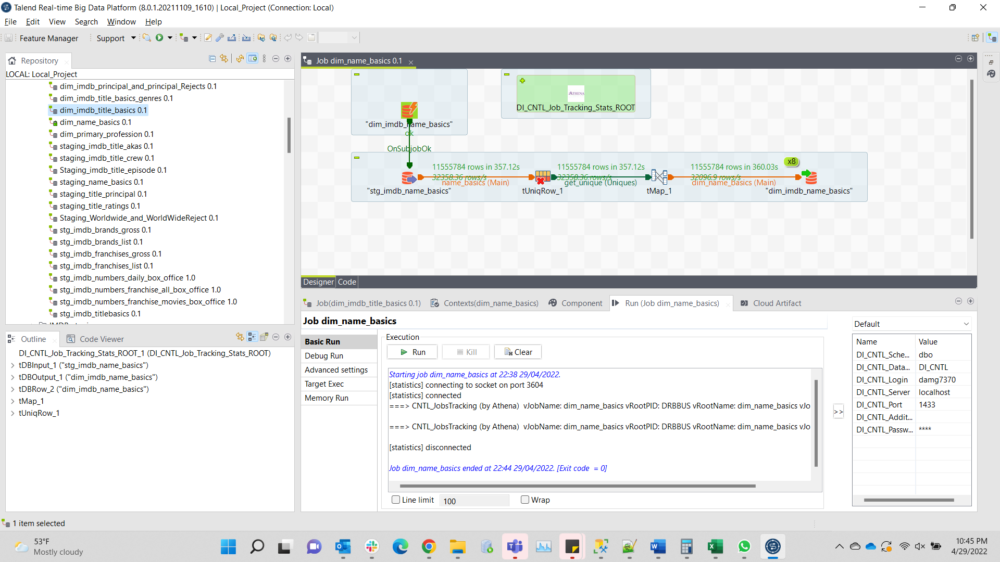 Talend Real-time Big Data Platform (8.0.1.20211109_1610) | Local_Project (Connection: Local)
File Edit View Search Window Help
Feature Manager Support
Repository
LOCAL: Local_Project
dim_imdb_principal_and_principal_Rejects 0.1
dim_imdb_title_basics_genres 0.1
dim_imdb_title_basics 0.1
dim_name_basics 0.1
dim_primary_profession 0.1
staging_imdb_title_akas 0.1
staging_imdb_title_crew 0.1
Staging_imdb_title_episode 0.1
staging_name_basics 0.1
staging_title_principal 0.1
staging_title_ratings 0.1
Staging_Worldwide_and_WorldWideReject 0.1
stg_imdb_brands_gross 0.1
stg_imdb_brands_list 0.1
stg_imdb_franchises_gross 0.1
stg_imdb_franchises_list 0.1
stg_imdb_numbers_daily_box_office 1.0
stg_imdb_numbers_franchise_all_box_office 1.0
stg_imdb_numbers_franchise_movies_box_office 1.0
stg_imdb_titlebasics 0.1
Outline Code Viewer
DI_CNTL_Job_Tracking_Stats_ROOT_1 (DI_CNTL_Job_Tracking_Stats_ROOT)
tDBInput_1 ("stg_imdb_name_basics")
tDBOutput_1 ("dim_imdb_name_basics")
tDBRow_2 ("dim_imdb_name_basics")
tMap_1
tUniqRow_1
Job dim_name_basics 0.1
ATHENA
DI_CNTL_Job_Tracking_Stats_ROOT
"dim_imdb_name_basics"
ok
OnSubjobOk
x8
11555784 rows in 357.12s 11555784 rows in 357.12s 11555784 rows in 360.03s
32358.36 rows/s 32358.36 rows/s 32096.9 rows/s
name_basics (Main) get_unique (Uniques) dim_name_basics (Main)
"stg_imdb_name_basics" tUniqRow_1 tMap_1 "dim_imdb_name_basics"
Designer Code
Job(dim_imdb_title_basics 0.1) Contexts(dim_name_basics) Component Run (Job dim_name_basics) Cloud Artifact
Job dim_name_basics
Basic Run
Debug Run
Advanced settings
Target Exec
Memory Run
Execution
Run Kill Clear
Starting job dim_name_basics at 22:38 29/04/2022.
[statistics] connecting to socket on port 3604
[statistics] connected
===> CNTL_JobsTracking (by Athena) vJobName: dim_name_basics vRootPID: DRBBUS vRootName: dim_name_basics vJo
===> CNTL_JobsTracking (by Athena) vJobName: dim_name_basics vRootPID: DRBBUS vRootName: dim_name_basics vJo
[statistics] disconnected
Job dim_name_basics ended at 22:44 29/04/2022. [Exit code = 0]
Line limit 100 Wrap
>>
Default
Name Value
DI_CNTL_Sche... dbo
DI_CNTL_Data... DI_CNTL
DI_CNTL_Login damg7370
DI_CNTL_Server localhost
DI_CNTL_Port 1433
DI_CNTL_Addit...
DI_CNTL_Passw... ****
1 item selected
53°F
Mostly cloudy
10:45 PM
4/29/2022